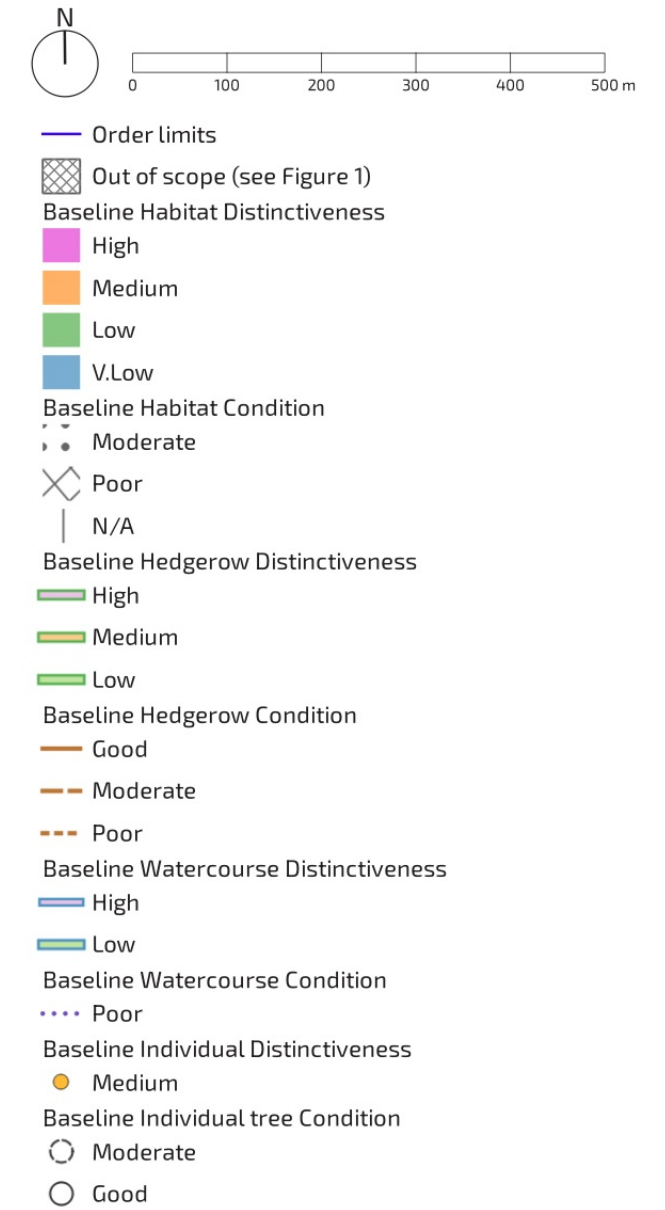 N
0 100 200 300 400 500 m
Order limits
Out of scope (see Figure 1)
Baseline Habitat Distinctiveness
High
Medium
Low
V.Low
Baseline Habitat Condition
Moderate
Poor
N/A
Baseline Hedgerow Distinctiveness
High
Medium
Low
Baseline Hedgerow Condition
Good
Moderate
Poor
Baseline Watercourse Distinctiveness
High
Low
Baseline Watercourse Condition
Poor
Baseline Individual Distinctiveness
Medium
Baseline Individual tree Condition
Moderate
Good